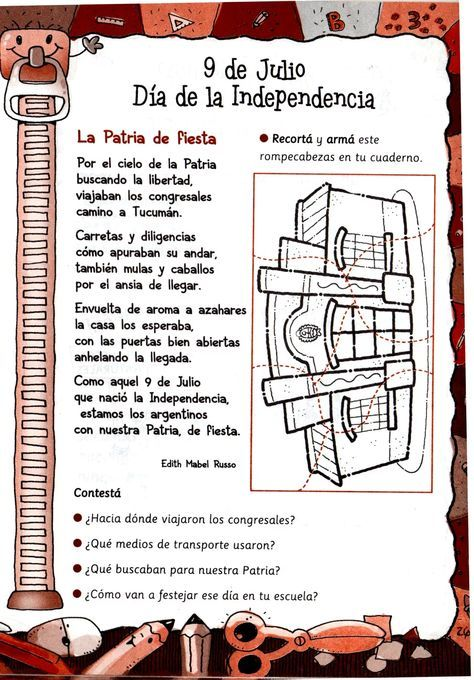 B
3
9 de Julio
Día de la Independencia
La Patria de fiesta
Por el cielo de la Patria
buscando la libertad,
viajaban los congresales
camino a Tucumán.
Carretas y diligencias
cómo apuraban su andar,
también mulas y caballos
por el ansia de llegar.
Envuelta de aroma a azahares
la casa los esperaba,
con las puertas bien abiertas
anhelando la llegada.
Como aquel 9 de Julio
que nació la Independencia,
estamos los argentinos
con nuestra Patria, de fiesta.
Edith Mabel Russo
● Recortá y armá este
rompecabezas en tu cuaderno.
Contestá
● ¿Hacia dónde viajaron los congresales?
● ¿Qué medios de transporte usaron?
● ¿Qué buscaban para nuestra Patria?
● ¿Cómo van a festejar ese día en tu escuela?